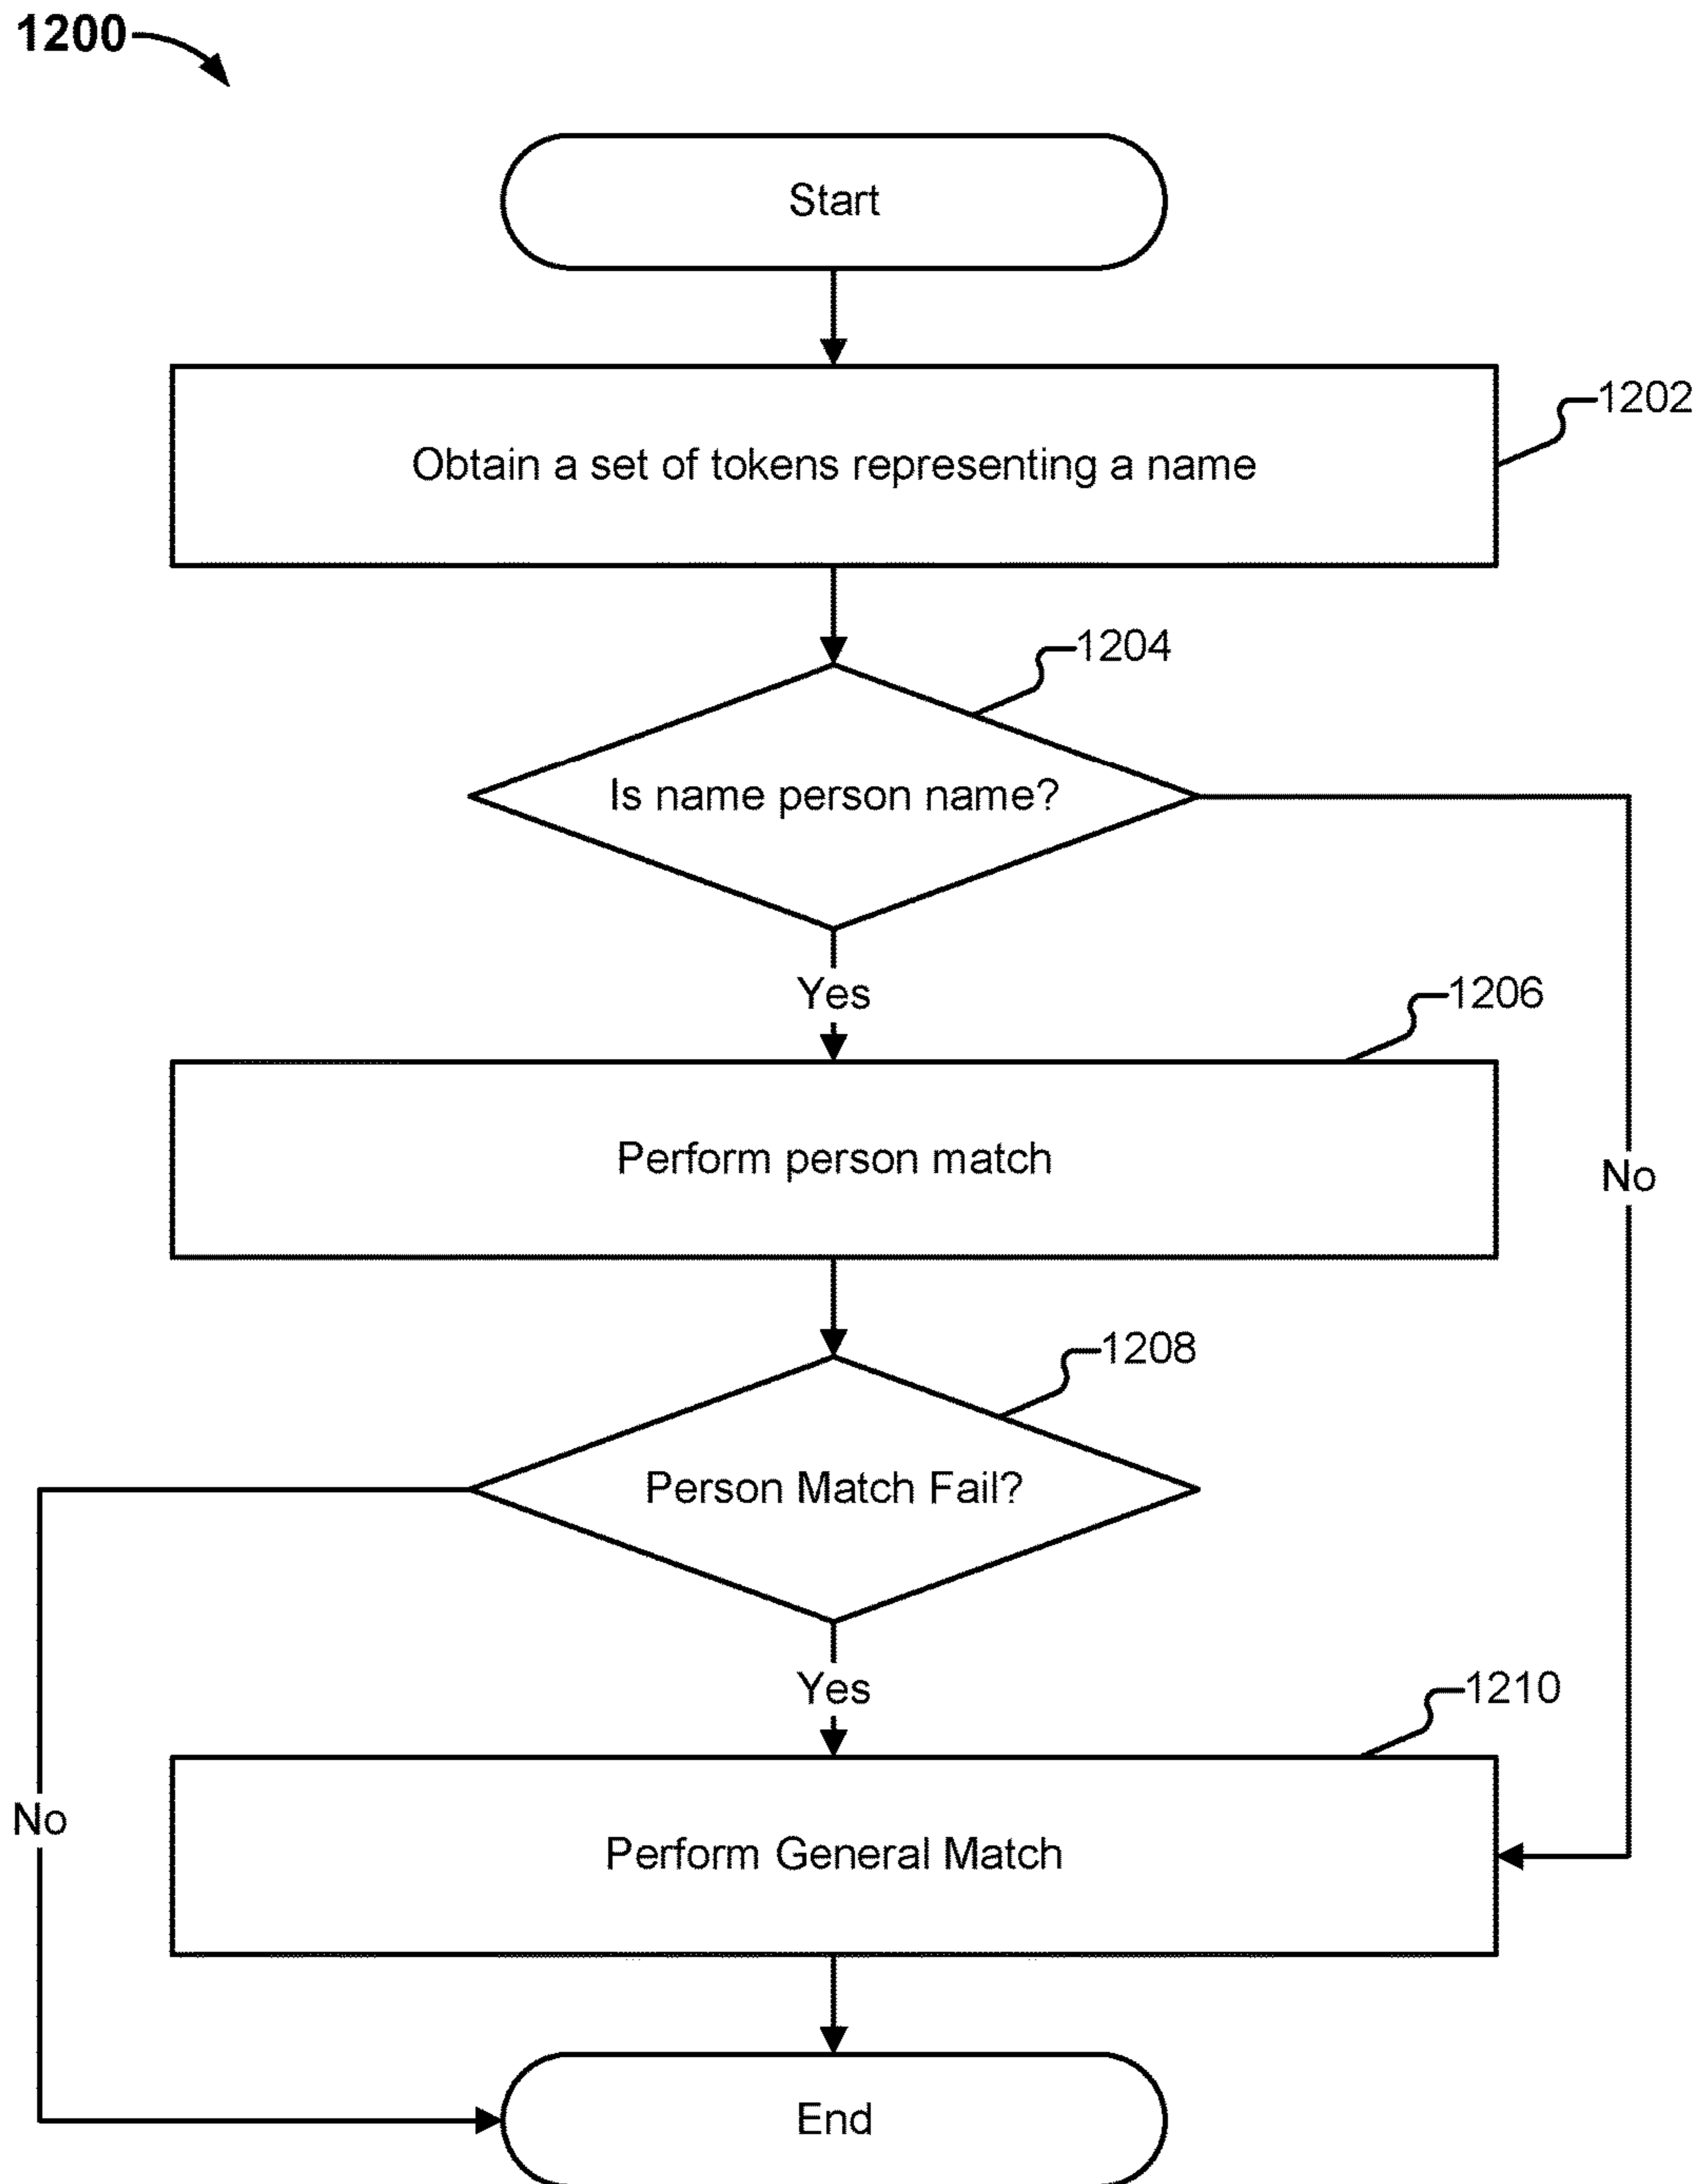 1200
Start
1202
Obtain a set of tokens representing a name
1204
Is name person name?
Yes
1206
Perform person match
No
1208
Person Match Fail?
Yes
1210
No
Perform General Match
End